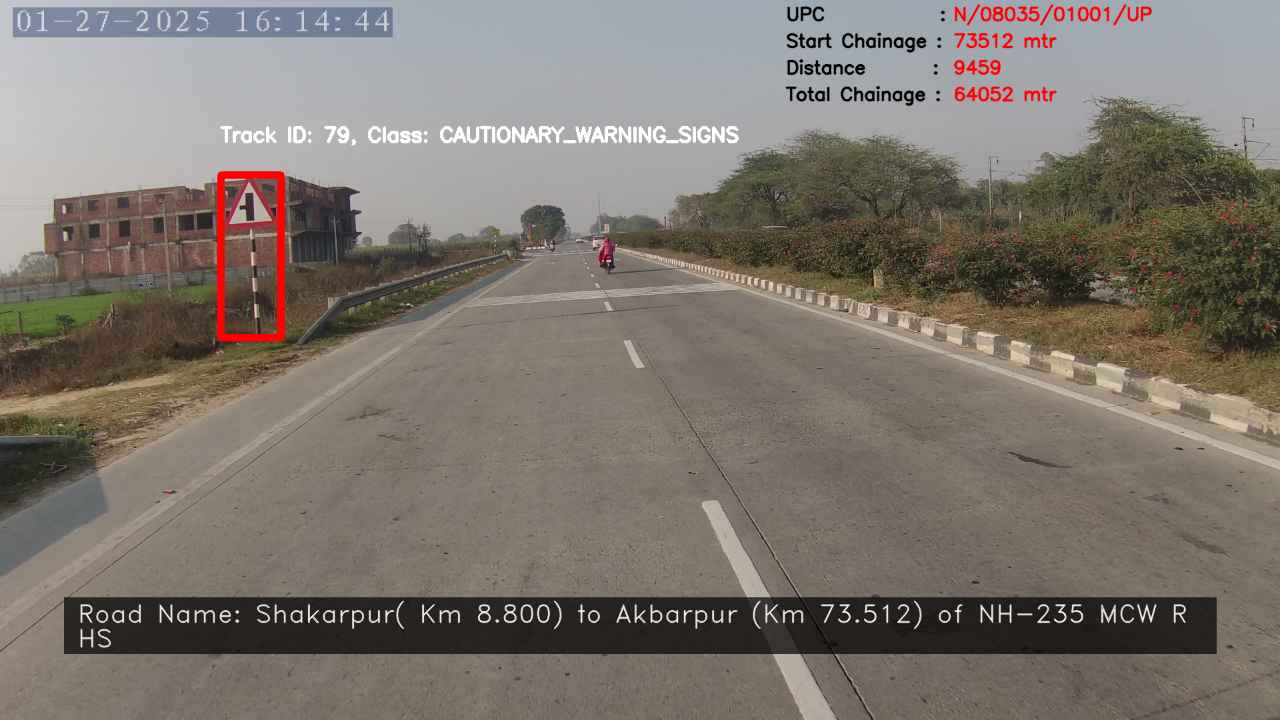 01-27-2025 16:14:44
UPC : N/08035/01001/UP
Start Chainage : 73512 mtr
Distance : 9459
Total Chainage : 64052 mtr
Track ID: 79, Class: CAUTIONARY_WARNING_SIGNS
Road Name: Shakarpur( Km 8.800) to Akbarpur (Km 73.512) of NH-235 MCW R
HS